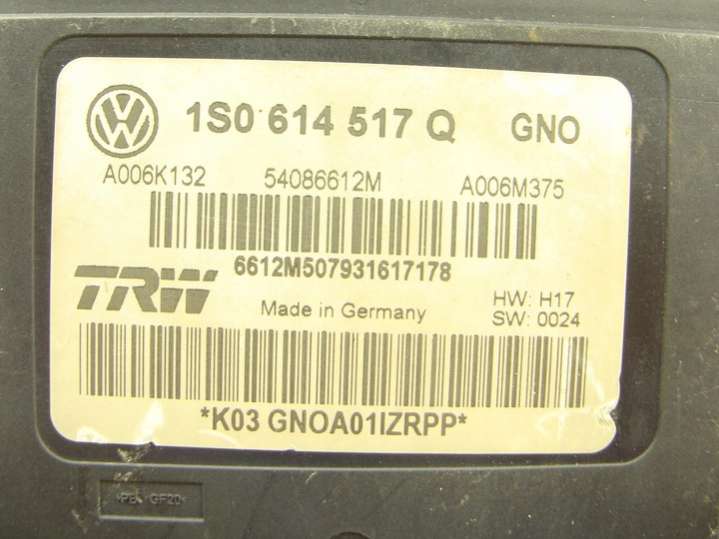 1S0 614 517 Q GNO
A006K132 54086612M A006M375
6612M507931617178
TRW Made in Germany HW: H17
SW: 0024
*K03 GNOA01IZRPP*